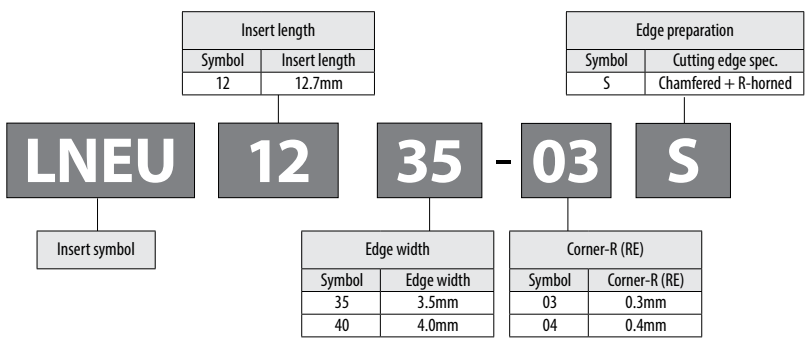 Insert length
Symbol Insert length
12 12.7mm
Edge preparation
Symbol Cutting edge spec.
S Chamfered + R-horned
LNEU 12 35 - 03 S
Insert symbol
Edge width
Symbol Edge width
35 3.5mm
40 4.0mm
Corner-R (RE)
Symbol Corner-R (RE)
03 0.3mm
04 0.4mm